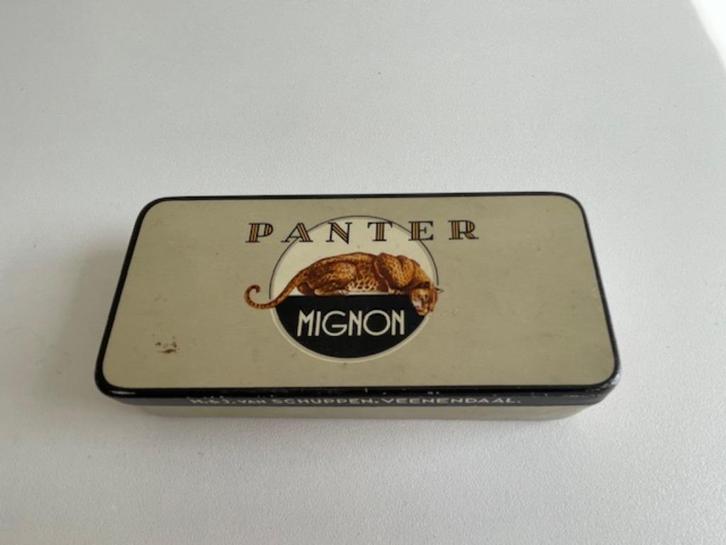 PANTER
MIGNON
H. & J. VAN SCHUPPEN. VEENENDAAL.